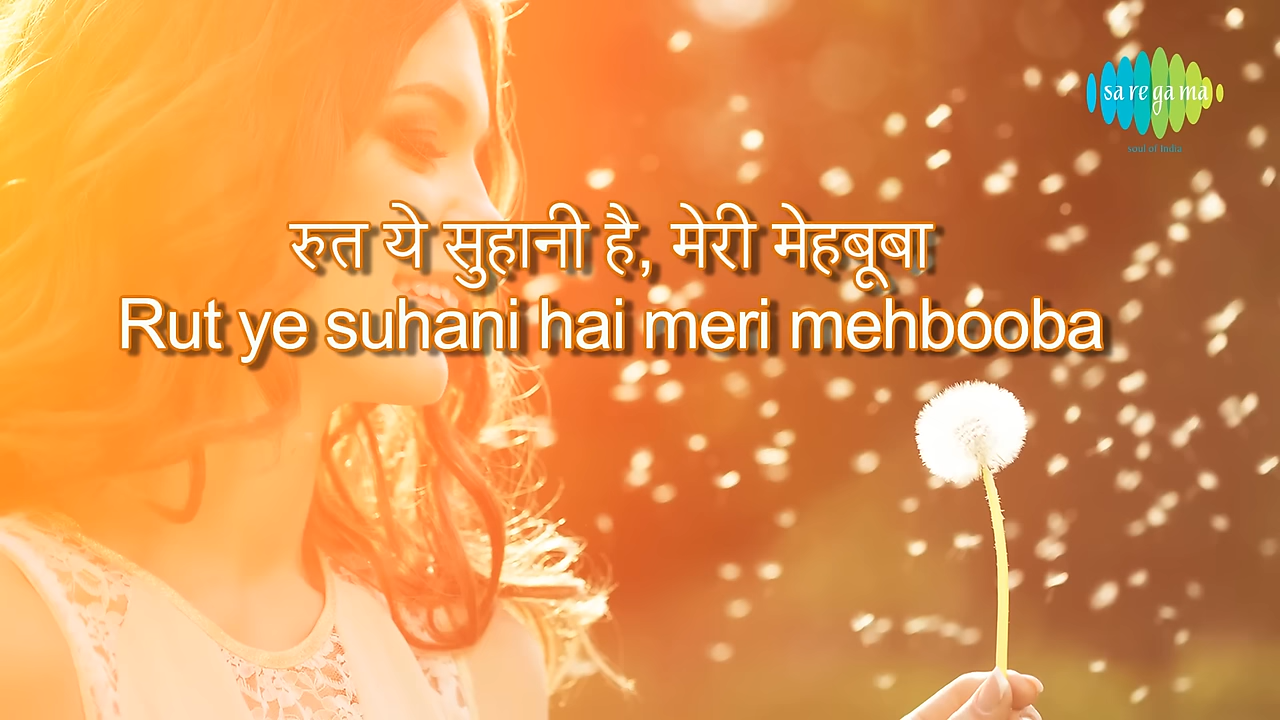 sa re ga ma
soul of India
रुत ये सुहानी है, मेरी मेहबूबा
Rut ye suhani hai meri mehbooba